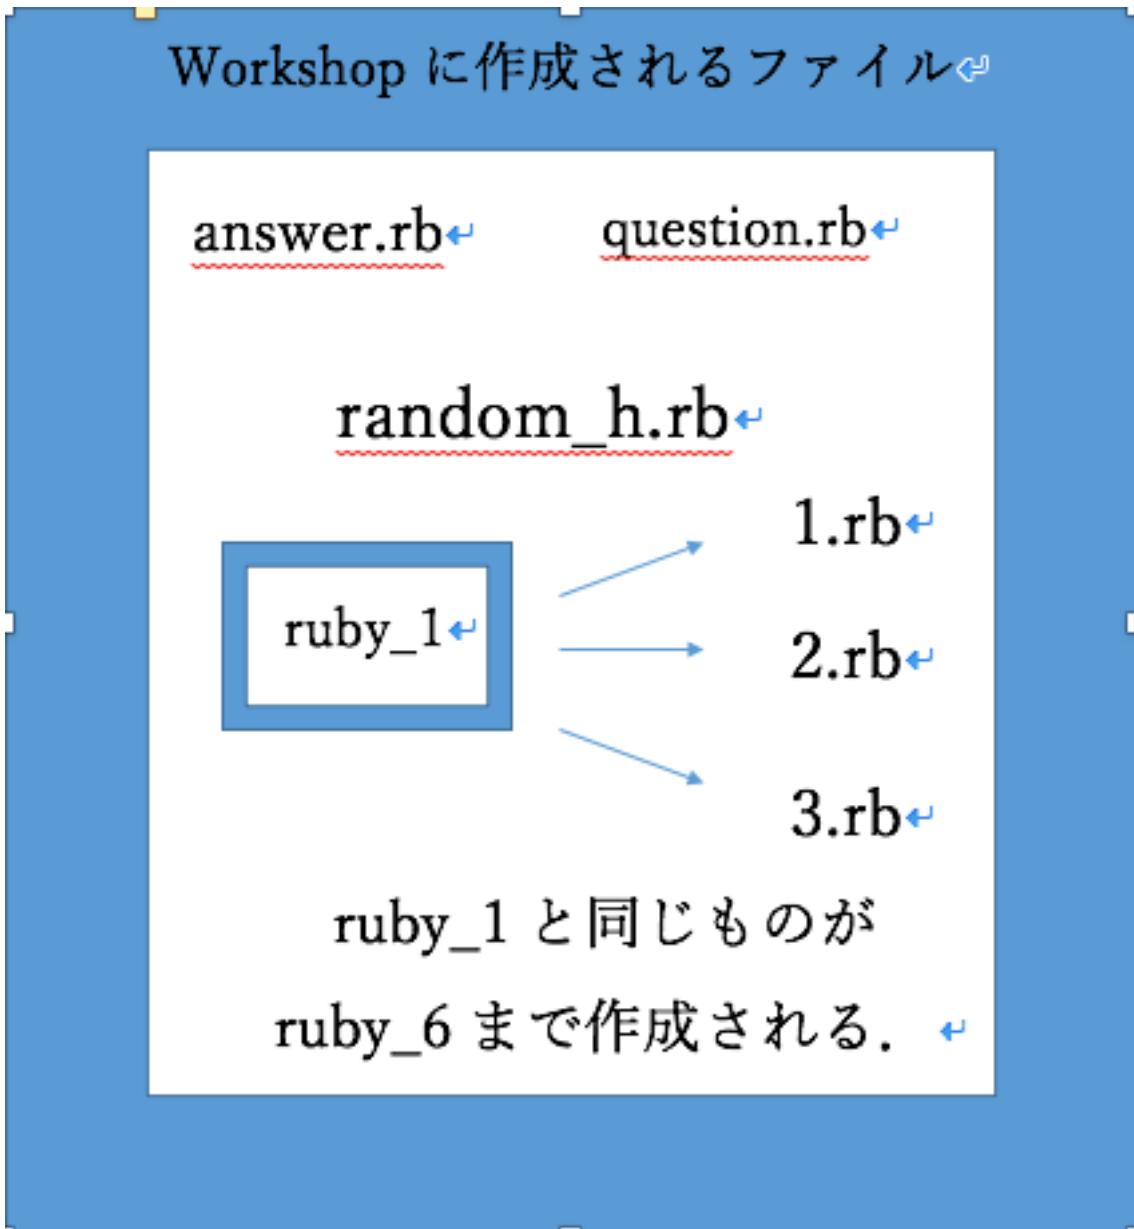 Workshop に作成されるファイル
answer.rb
question.rb
random_h.rb
1.rb
ruby_1
2.rb
3.rb
ruby_1 と同じものが
ruby_6 まで作成される.